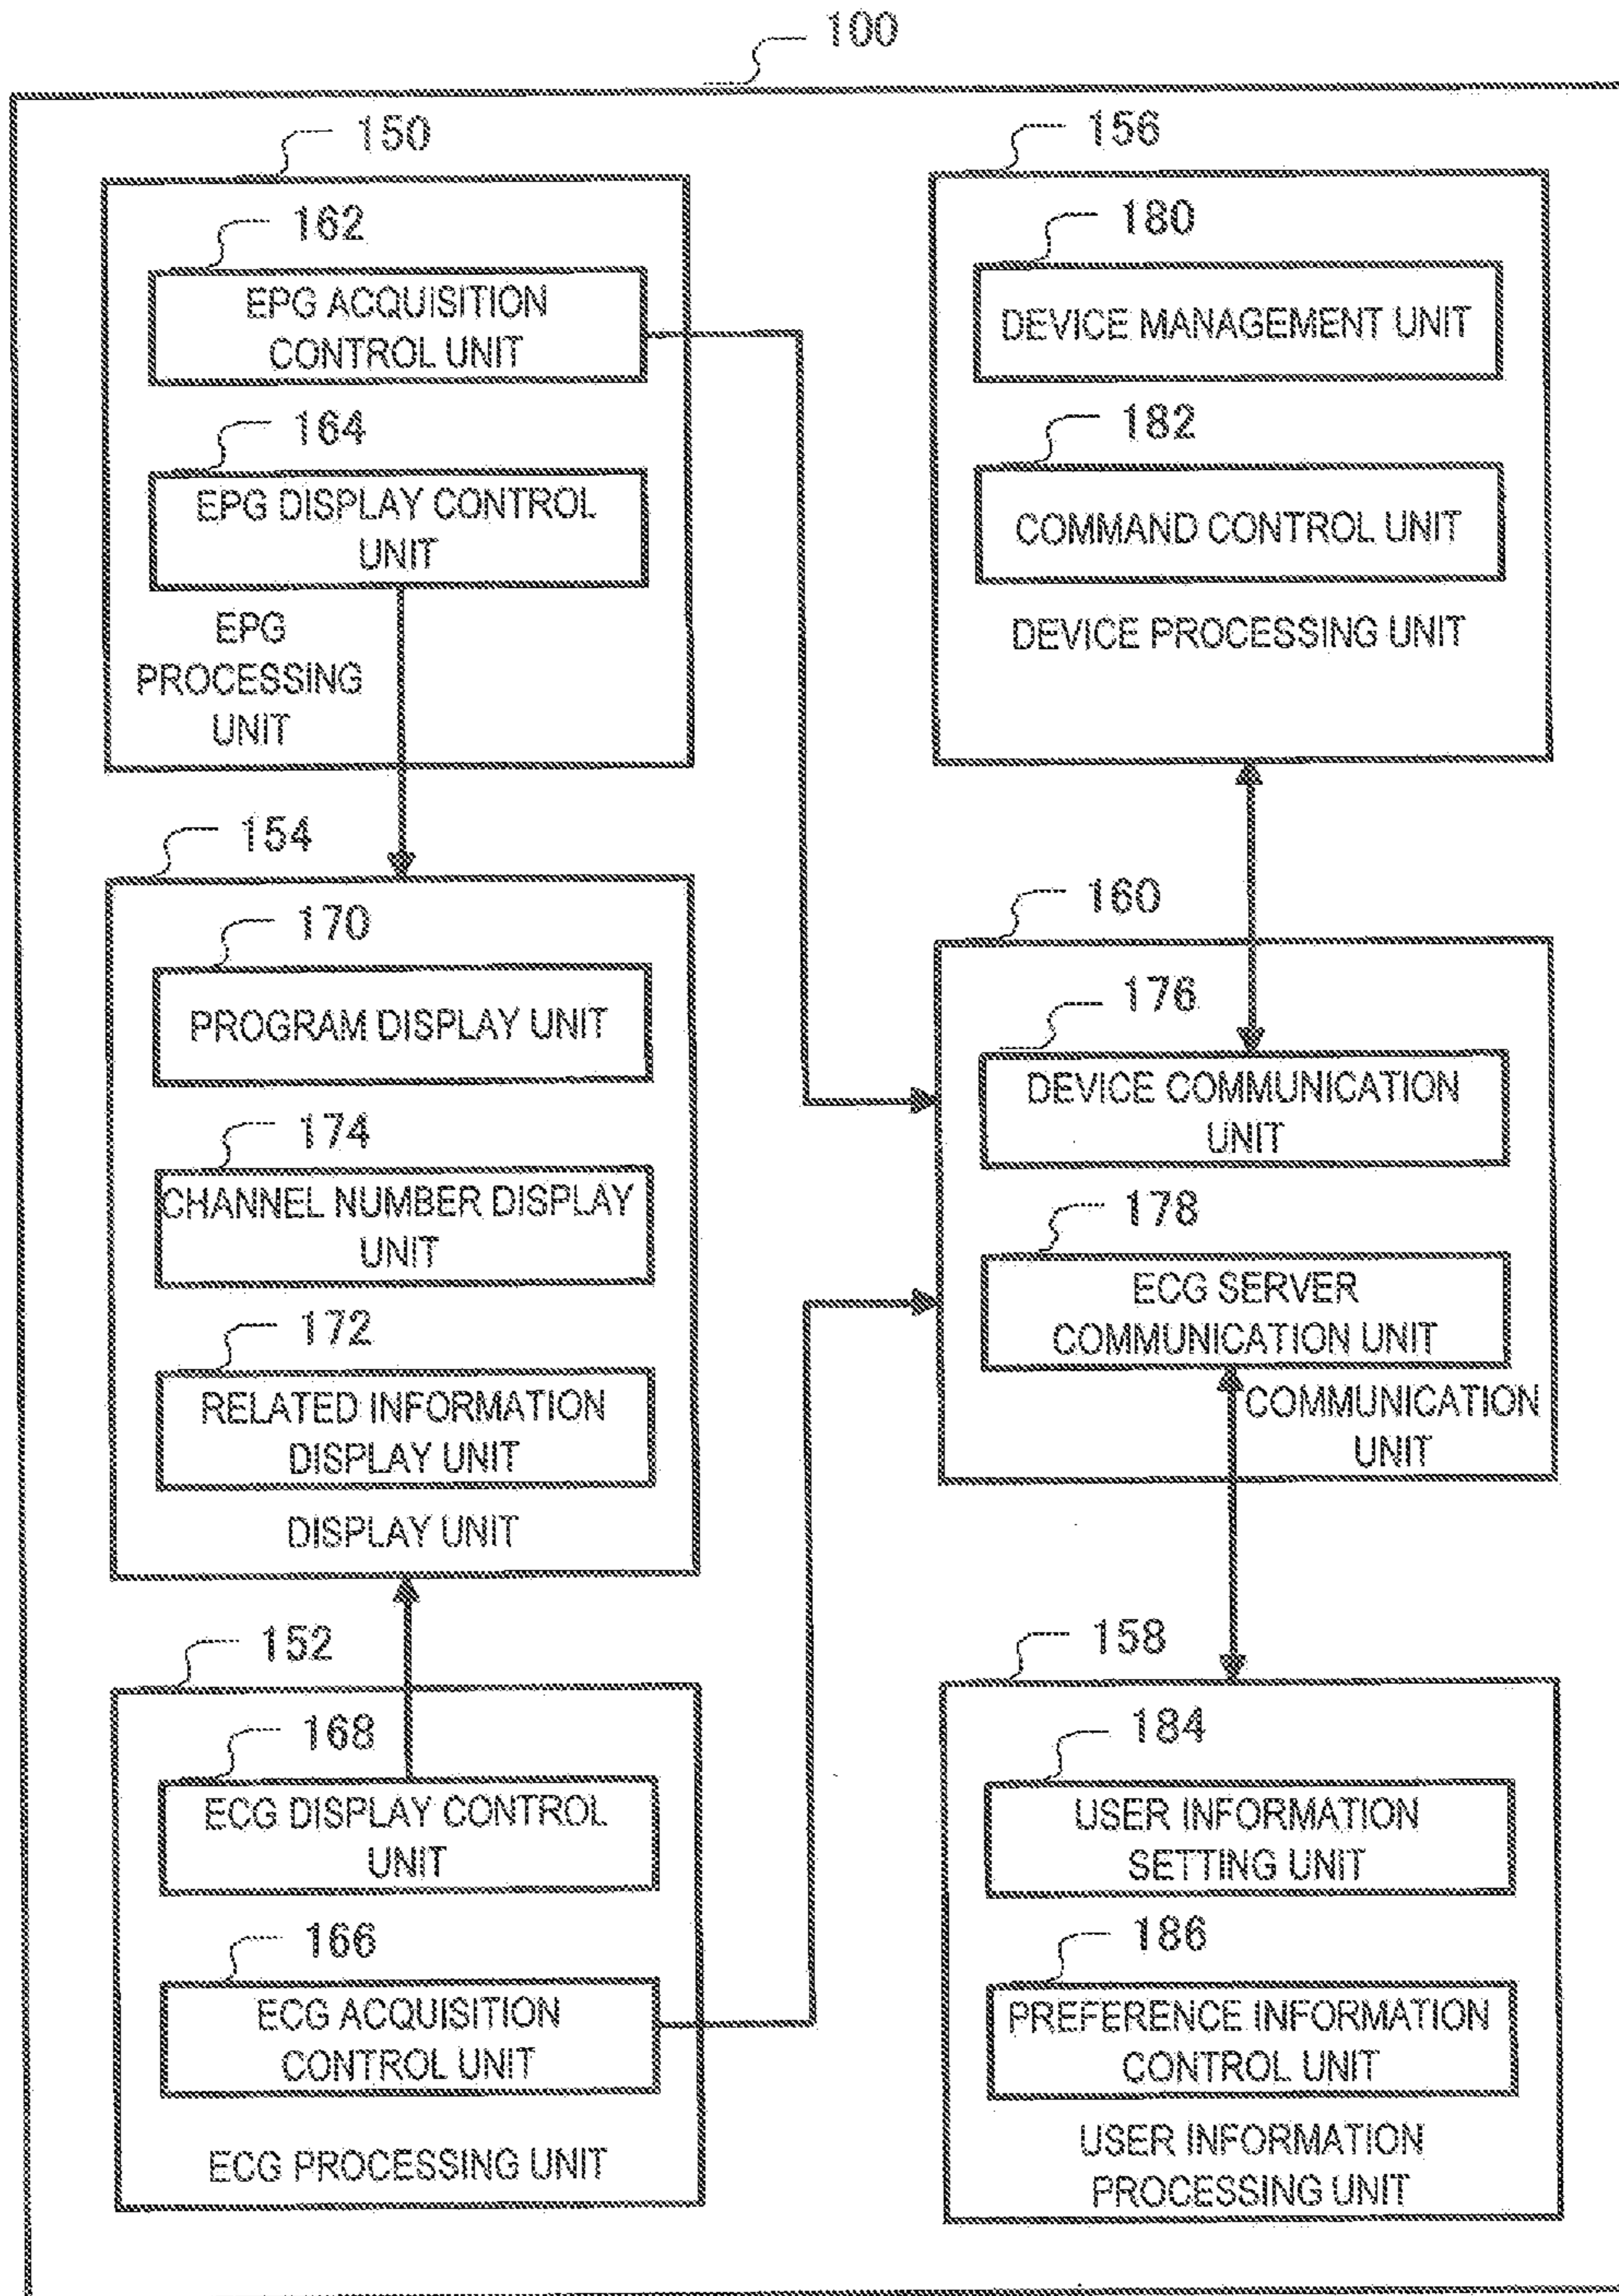 100
150
162
EPG ACQUISITION
CONTROL UNIT
164
EPG DISPLAY CONTROL
UNIT
EPG
PROCESSING
UNIT
156
180
DEVICE MANAGEMENT UNIT
182
COMMAND CONTROL UNIT
DEVICE PROCESSING UNIT
154
170
PROGRAM DISPLAY UNIT
174
CHANNEL NUMBER DISPLAY
UNIT
172
RELATED INFORMATION
DISPLAY UNIT
DISPLAY UNIT
160
176
DEVICE COMMUNICATION
UNIT
178
ECG SERVER
COMMUNICATION UNIT
COMMUNICATION
UNIT
152
168
ECG DISPLAY CONTROL
UNIT
166
ECG ACQUISITION
CONTROL UNIT
ECG PROCESSING UNIT
158
184
USER INFORMATION
SETTING UNIT
186
PREFERENCE INFORMATION
CONTROL UNIT
USER INFORMATION
PROCESSING UNIT